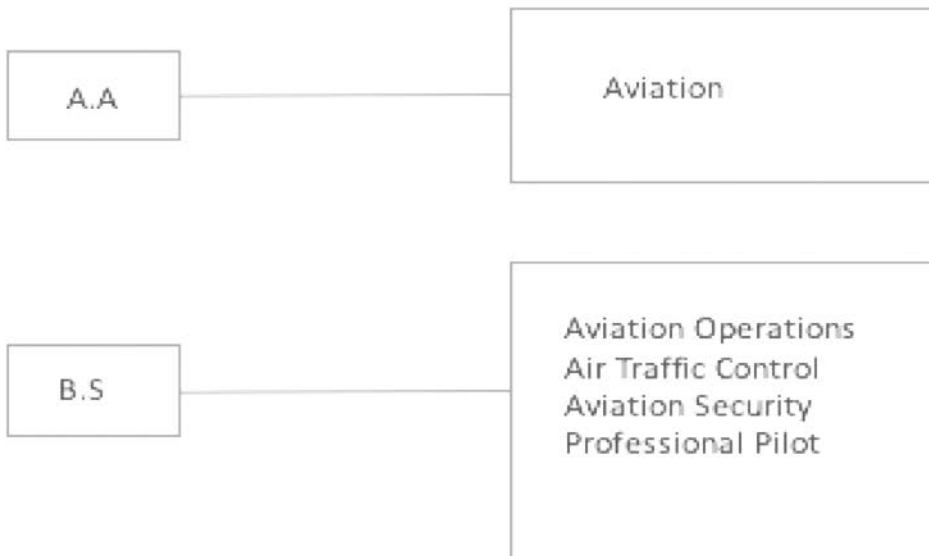 A.A
Aviation
B.S
Aviation Operations
Air Traffic Control
Aviation Security
Professional Pilot